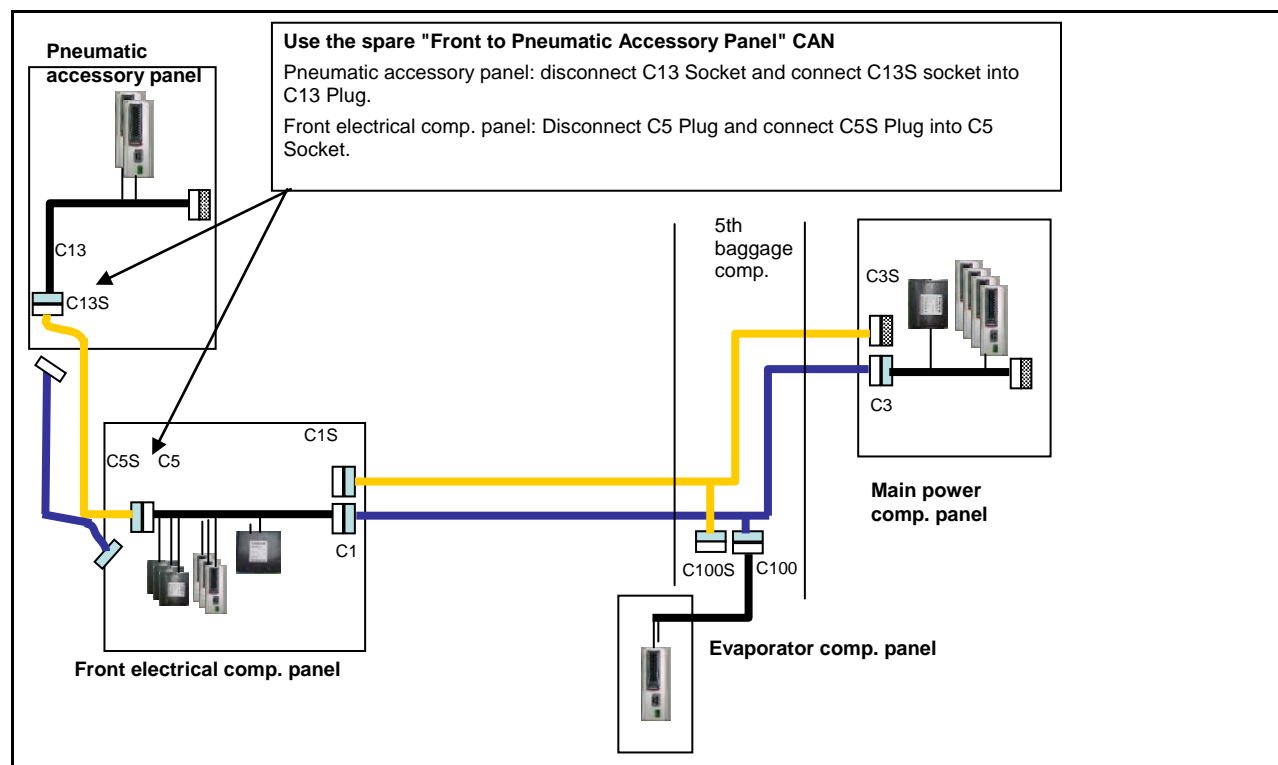 Pneumatic
accessory panel
Use the spare "Front to Pneumatic Accessory Panel" CAN
Pneumatic accessory panel: disconnect C13 Socket and connect C13S socket into
C13 Plug.
Front electrical comp. panel: Disconnect C5 Plug and connect C5S Plug into C5
Socket.
C13
C13S
5th
baggage
comp.
C3S
C3
C1S
C5S C5
C1
Main power
comp. panel
C100S C100
Front electrical comp. panel
Evaporator comp. panel